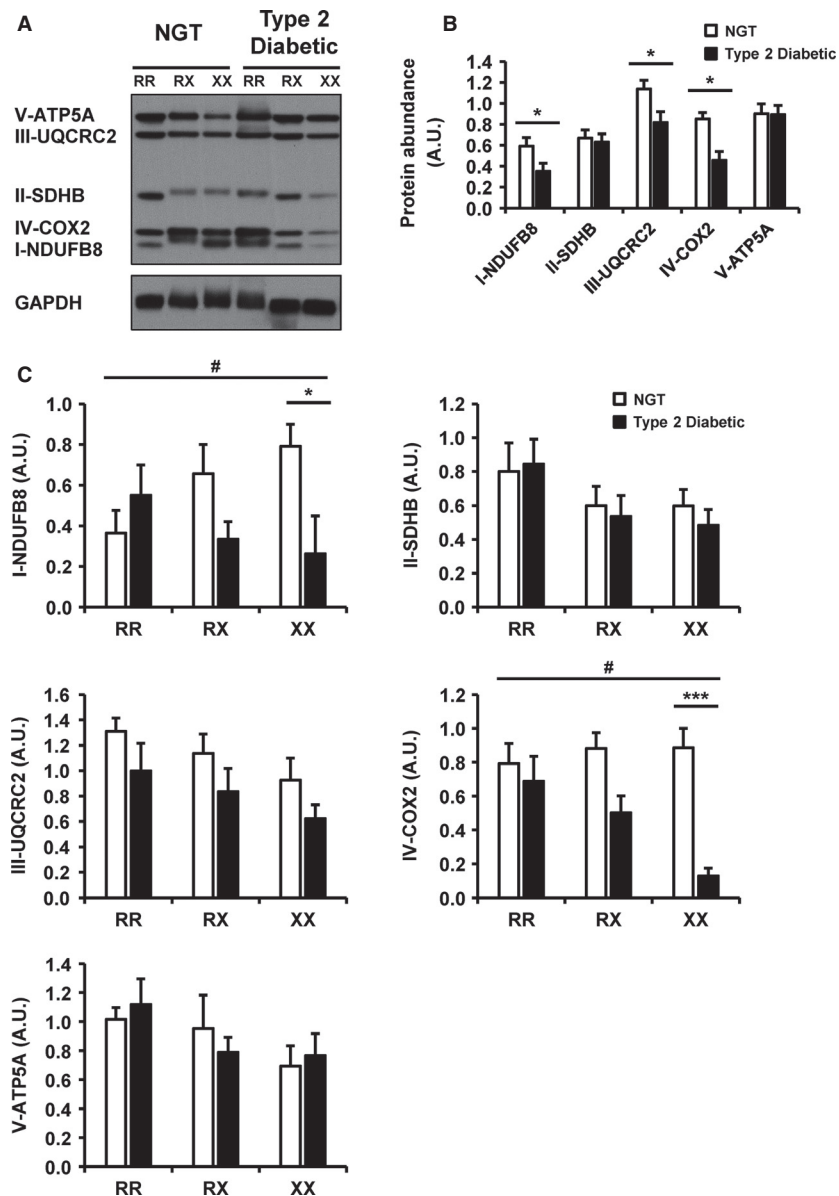 A
NGT
Type 2
Diabetic
RR RX XX RR RX XX
V-ATP5A
III-UQCRC2
II-SDHB
IV-COX2
I-NDUFB8
GAPDH
B
NGT
Type 2 Diabetic
Protein abundance
(A.U.)
1.4
1.2
1.0
0.8
0.6
0.4
0.2
0.0
*
*
*
I-NDUFB8
II-SDHB
III-UQCRC2
IV-COX2
V-ATP5A
C
#
*
I-NDUFB8 (A.U.)
1.0
0.8
0.6
0.4
0.2
0.0
RR RX XX
NGT
Type 2 Diabetic
II-SDHB (A.U.)
1.2
1.0
0.8
0.6
0.4
0.2
0.0
RR RX XX
III-UQCRC2 (A.U.)
1.6
1.4
1.2
1.0
0.8
0.6
0.4
0.2
0.0
RR RX XX
#
***
IV-COX2 (A.U.)
1.2
1.0
0.8
0.6
0.4
0.2
0.0
RR RX XX
V-ATP5A (A.U.)
1.4
1.2
1.0
0.8
0.6
0.4
0.2
0.0
RR RX XX